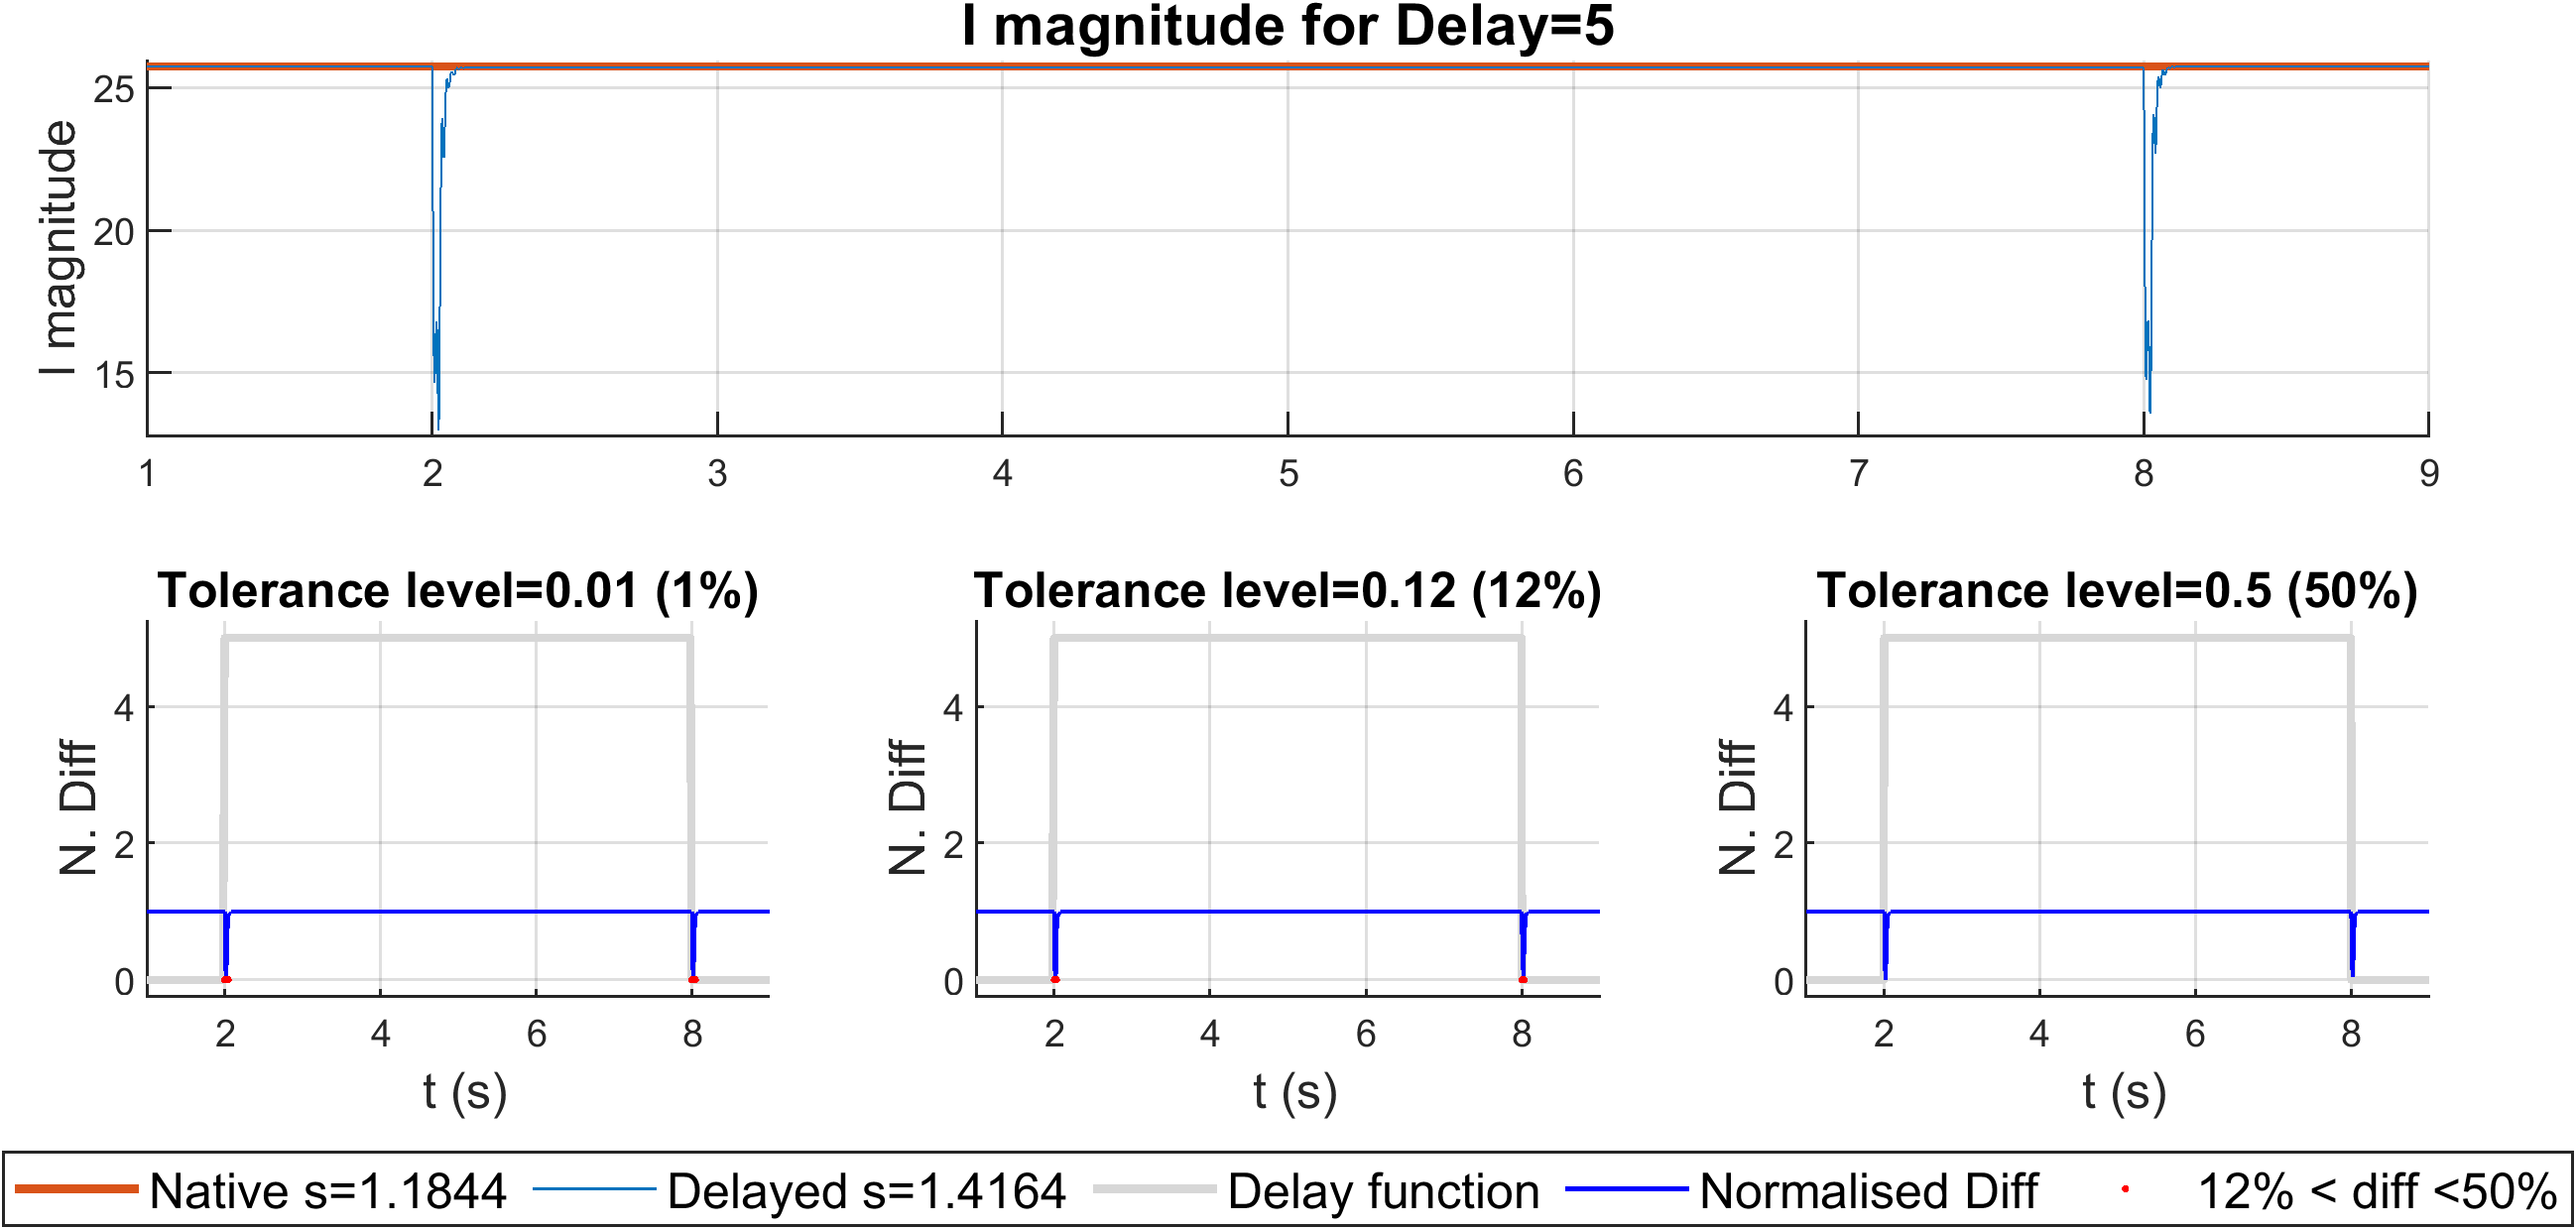 I magnitude for Delay=5
I magnitude
25
20
15
1 2 3 4 5 6 7 8 9
Tolerance level=0.01 (1%)
N. Diff
4
2
0
2 4 6 8
t (s)
Tolerance level=0.12 (12%)
N. Diff
4
2
0
2 4 6 8
t (s)
Tolerance level=0.5 (50%)
N. Diff
4
2
0
2 4 6 8
t (s)
Native s=1.1844 Delayed s=1.4164 Delay function Normalised Diff 12% < diff <50%